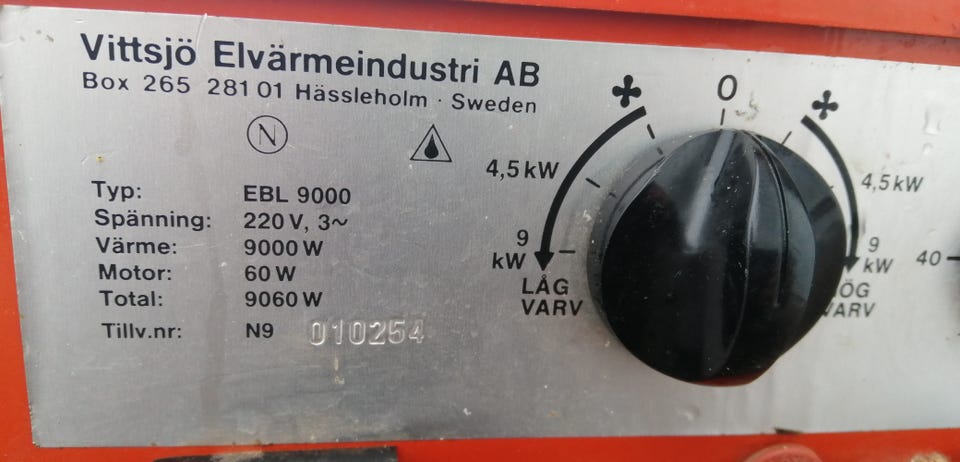 Vittsjö Elvärmeindustri AB
Box 265 281 01 Hässleholm · Sweden
N
Typ: EBL 9000
Spänning: 220 V, 3~
Värme: 9000 W
Motor: 60 W
Total: 9060 W
Tillv.nr: N9 010254
0
4,5 kW
9
kW
LÅG
VARV
4,5 kW
9
kW
ÖG
VARV
40